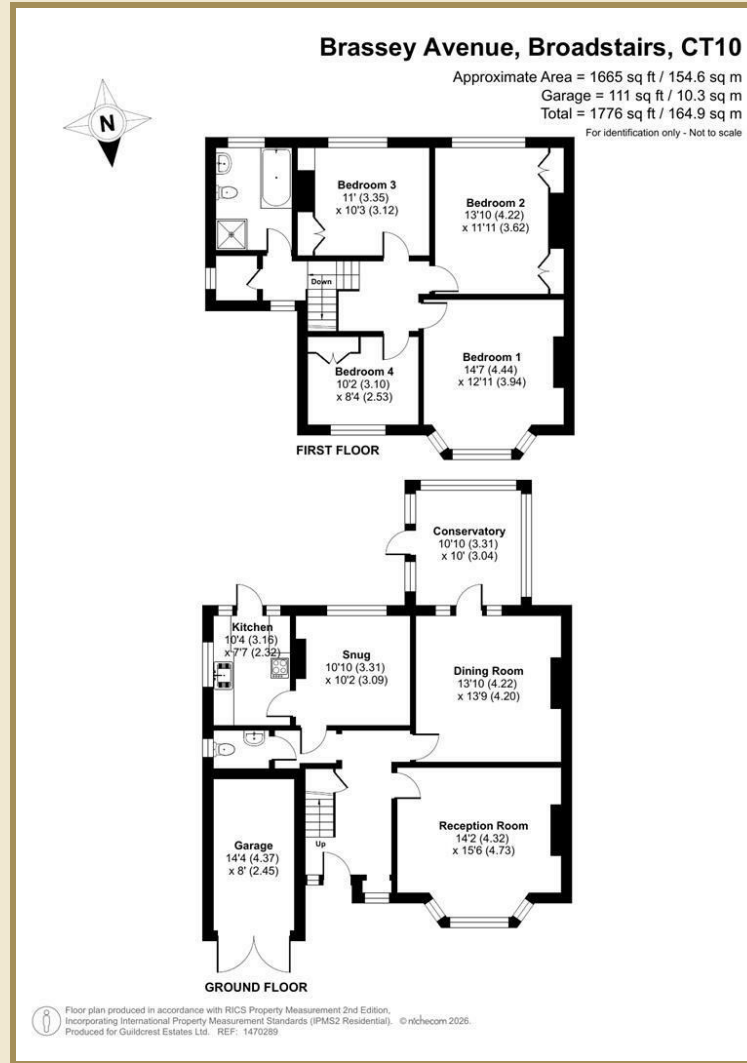 Brassey Avenue, Broadstairs, CT10
Approximate Area = 1665 sq ft / 154.6 sq m
Garage = 111 sq ft / 10.3 sq m
Total = 1776 sq ft / 164.9 sq m
For identification only - Not to scale
N
Bedroom 3
11' (3.35)
x 10'3 (3.12)
Bedroom 2
13'10 (4.22)
x 11'11 (3.62)
Down
Bedroom 1
14'7 (4.44)
x 12'11 (3.94)
Bedroom 4
10'2 (3.10)
x 8'4 (2.53)
FIRST FLOOR
Conservatory
10'10 (3.31)
x 10' (3.04)
Kitchen
10'4 (3.16)
x 7'7 (2.32)
Snug
10'10 (3.31)
x 10'2 (3.09)
Dining Room
13'10 (4.22)
x 13'9 (4.20)
Reception Room
14'2 (4.32)
x 15'6 (4.73)
Up
Garage
14'4 (4.37)
x 8' (2.45)
GROUND FLOOR
Floor plan produced in accordance with RICS Property Measurement 2nd Edition,
Incorporating International Property Measurement Standards (IPMS2 Residential). © nichecom 2026.
Produced for Guildcrest Estates Ltd. REF: 1470289